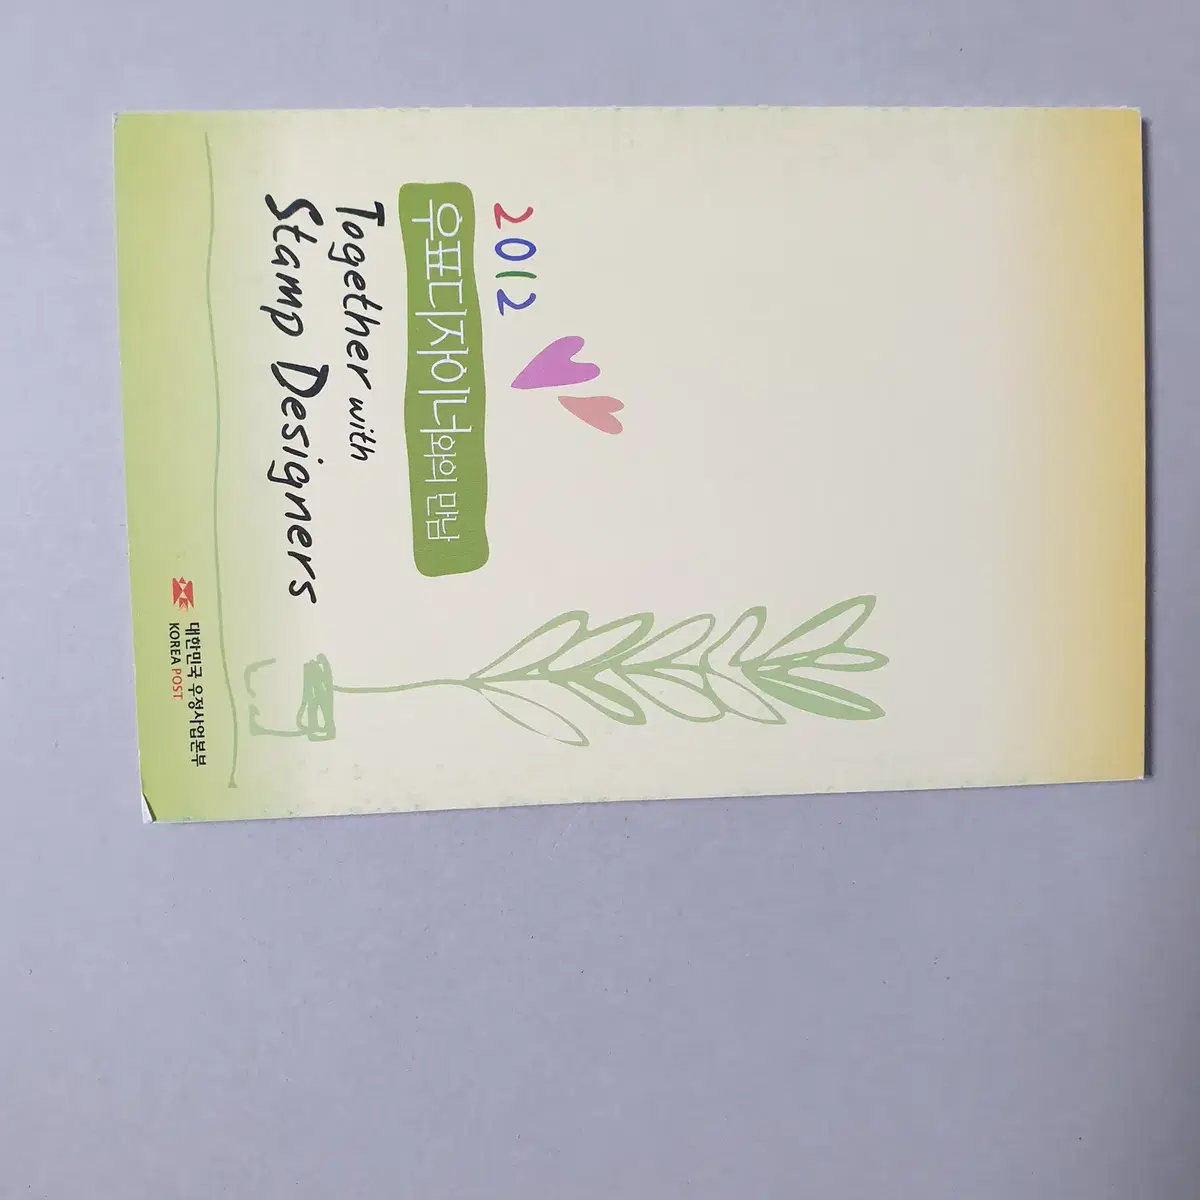 2012
우표디자이너와의 만남
Together with
Stamp Designers
대한민국 우정사업본부
KOREA POST